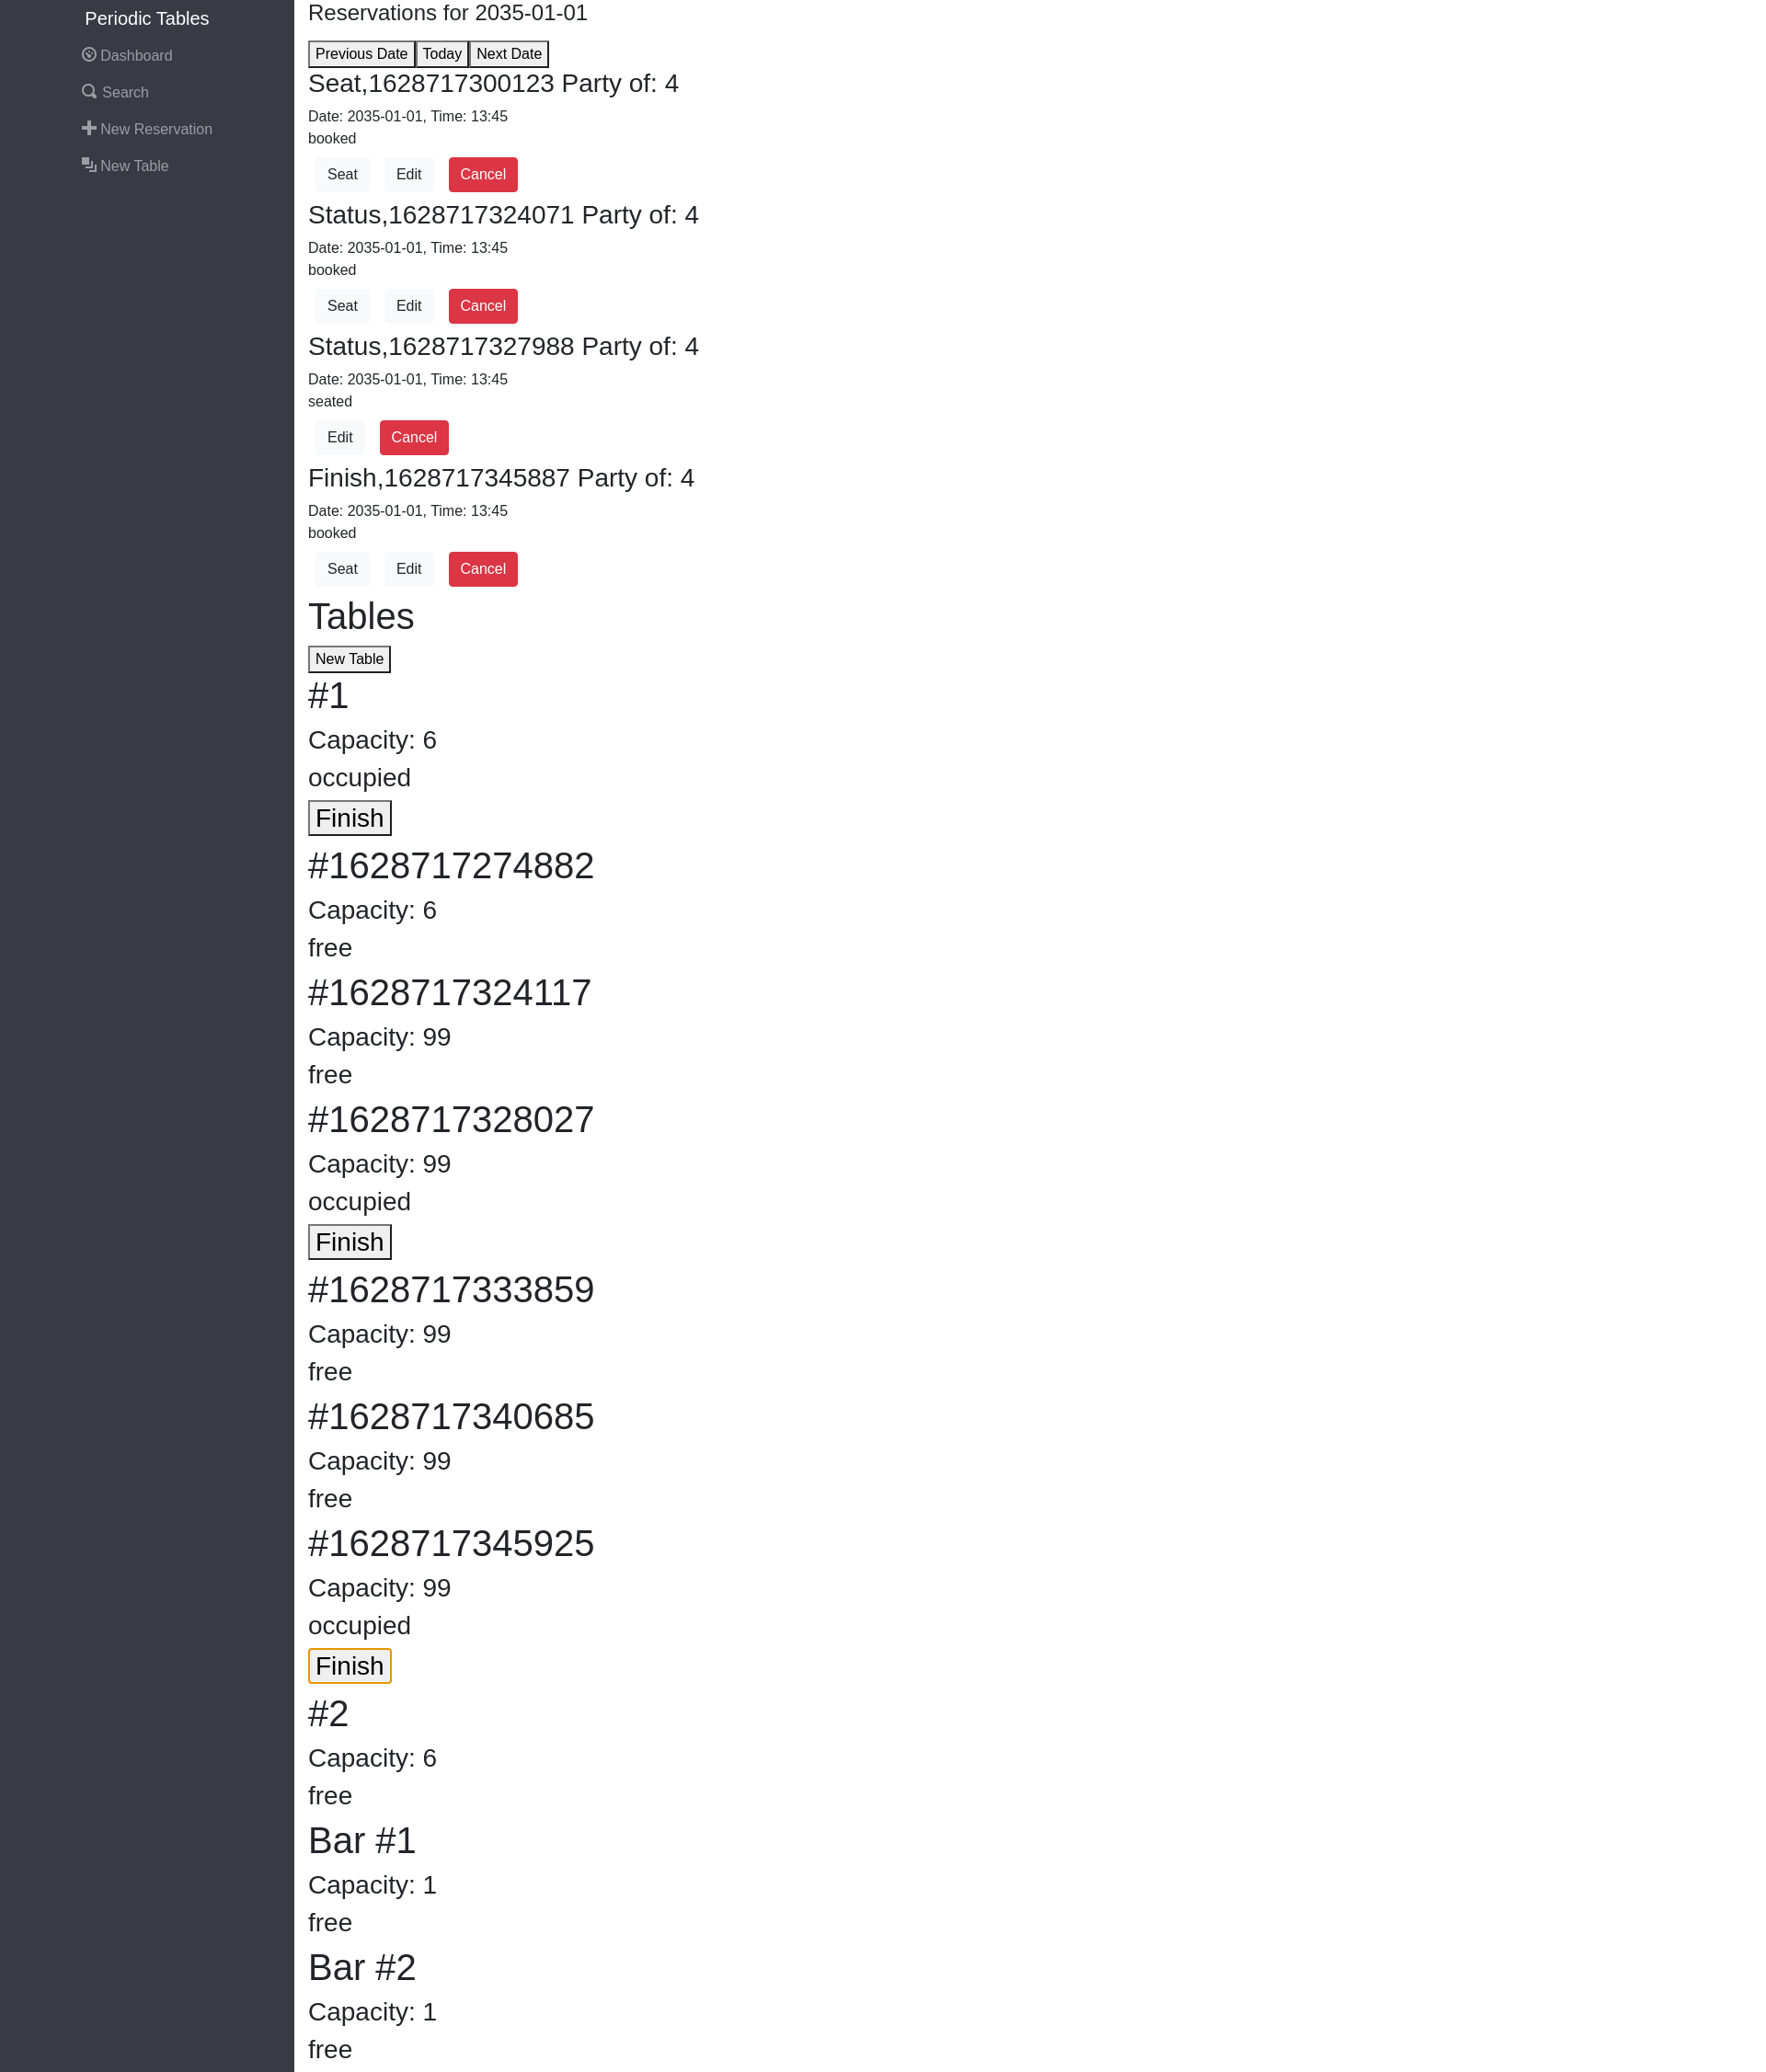 Periodic Tables
Dashboard
Search
New Reservation
New Table
Reservations for 2035-01-01
Previous Date Today Next Date
Seat,1628717300123 Party of: 4
Date: 2035-01-01, Time: 13:45
booked
Seat Edit Cancel
Status,1628717324071 Party of: 4
Date: 2035-01-01, Time: 13:45
booked
Seat Edit Cancel
Status,1628717327988 Party of: 4
Date: 2035-01-01, Time: 13:45
seated
Edit Cancel
Finish,1628717345887 Party of: 4
Date: 2035-01-01, Time: 13:45
booked
Seat Edit Cancel
Tables
New Table
#1
Capacity: 6
occupied
Finish
#1628717274882
Capacity: 6
free
#1628717324117
Capacity: 99
free
#1628717328027
Capacity: 99
occupied
Finish
#1628717333859
Capacity: 99
free
#1628717340685
Capacity: 99
free
#1628717345925
Capacity: 99
occupied
Finish
#2
Capacity: 6
free
Bar #1
Capacity: 1
free
Bar #2
Capacity: 1
free